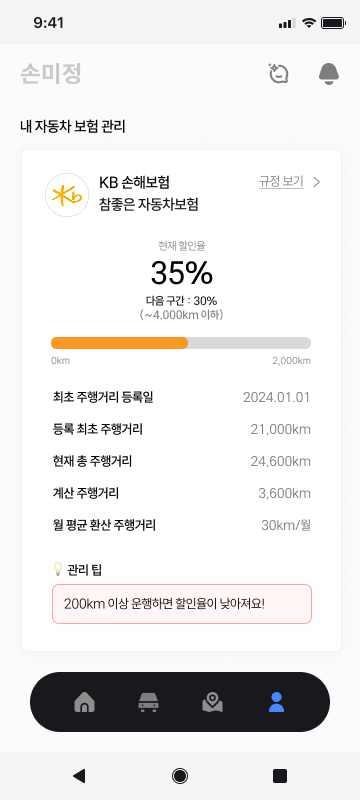 9:41
손미정
내 자동차 보험 관리
KB 손해보험
규정 보기
참좋은 자동차보험
현재 할인율
35%
다음 구간 : 30%
(~4,000km 이하)
0km
2,000km
최초 주행거리 등록일
2024.01.01
등록 최초 주행거리
21,000km
현재 총 주행거리
24,600km
계산 주행거리
3,600km
월 평균 환산 주행거리
30km/월
관리 팁
200km 이상 운행하면 할인율이 낮아져요!